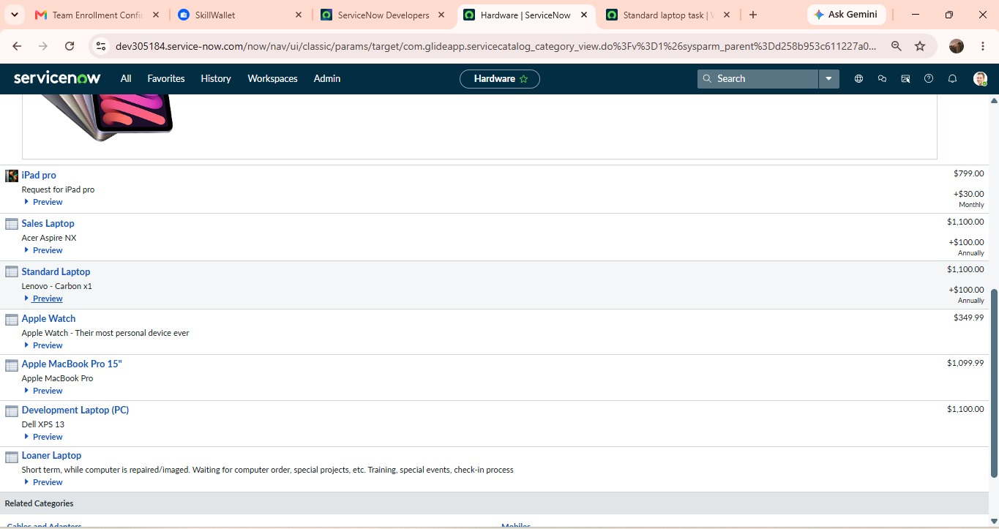 Team Enrollment Confir
SkillWallet
ServiceNow Developers
Hardware | ServiceNow
Standard laptop task |
Ask Gemini
dev305184.service-now.com/now/nav/ui/classic/params/target/com.glideapp.servicecatalog_category_view.do%3Fv%3D1%26sysparm_parent%3Dd258b953c611227a0...
servicenow All Favorites History Workspaces Admin Hardware Search
iPad pro $799.00
Request for iPad pro +$30.00
Preview Monthly
Sales Laptop $1,100.00
Acer Aspire NX +$100.00
Preview Annually
Standard Laptop $1,100.00
Lenovo - Carbon x1 +$100.00
Preview Annually
Apple Watch $349.99
Apple Watch - Their most personal device ever
Preview
Apple MacBook Pro 15" $1,099.99
Apple MacBook Pro
Preview
Development Laptop (PC) $1,100.00
Dell XPS 13
Preview
Loaner Laptop
Short term, while computer is repaired/imaged. Waiting for computer order, special projects, etc. Training, special events, check-in process
Preview
Related Categories
Cables and Adapters Mobiles